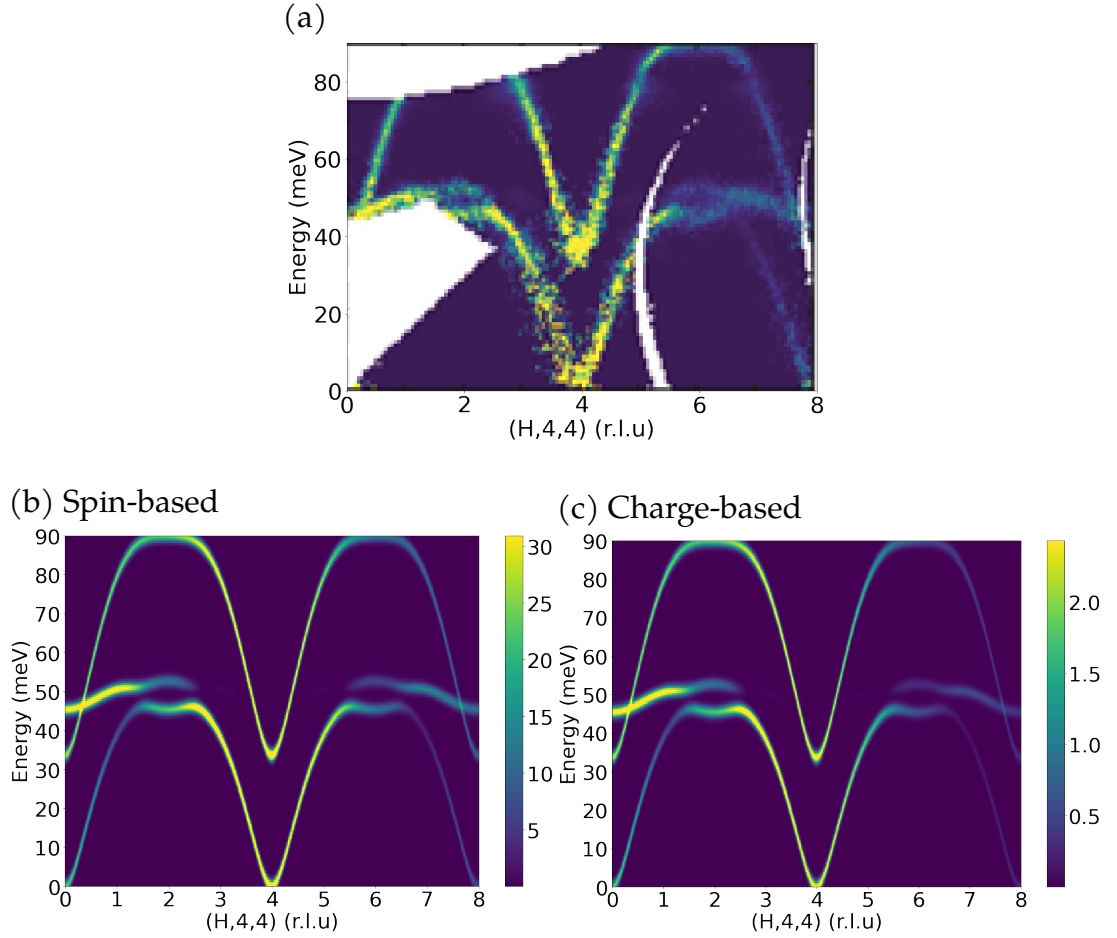 (a)
80
60
40
20
0
Energy (meV)
0 2 4 6 8
(H,4,4) (r.l.u)
(b) Spin-based
90
80
70
60
50
40
30
20
10
0
Energy (meV)
0 1 2 3 4 5 6 7 8
(H,4,4) (r.l.u)
30
25
20
15
10
5
(c) Charge-based
90
80
70
60
50
40
30
20
10
0
Energy (meV)
0 1 2 3 4 5 6 7 8
(H,4,4) (r.l.u)
2.0
1.5
1.0
0.5